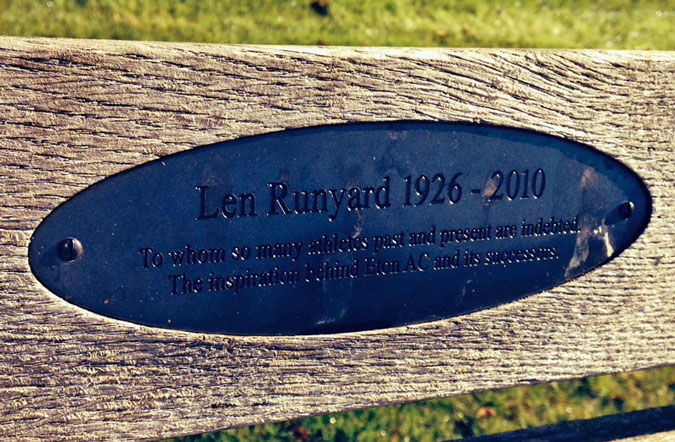 Len Runyard 1926 - 2010
To whom so many athletes past and present are indebted.
The inspiration behind Eton AC and its successors.